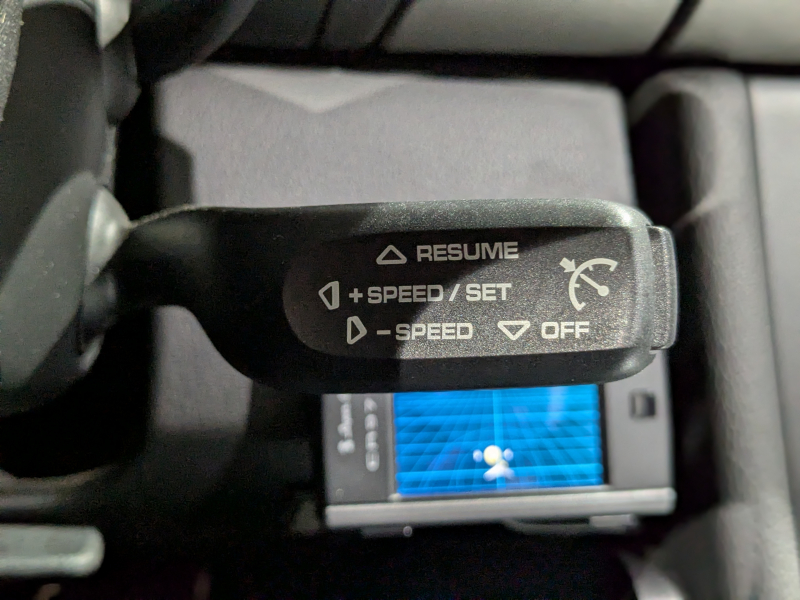 RESUME
+SPEED / SET
-SPEED OFF